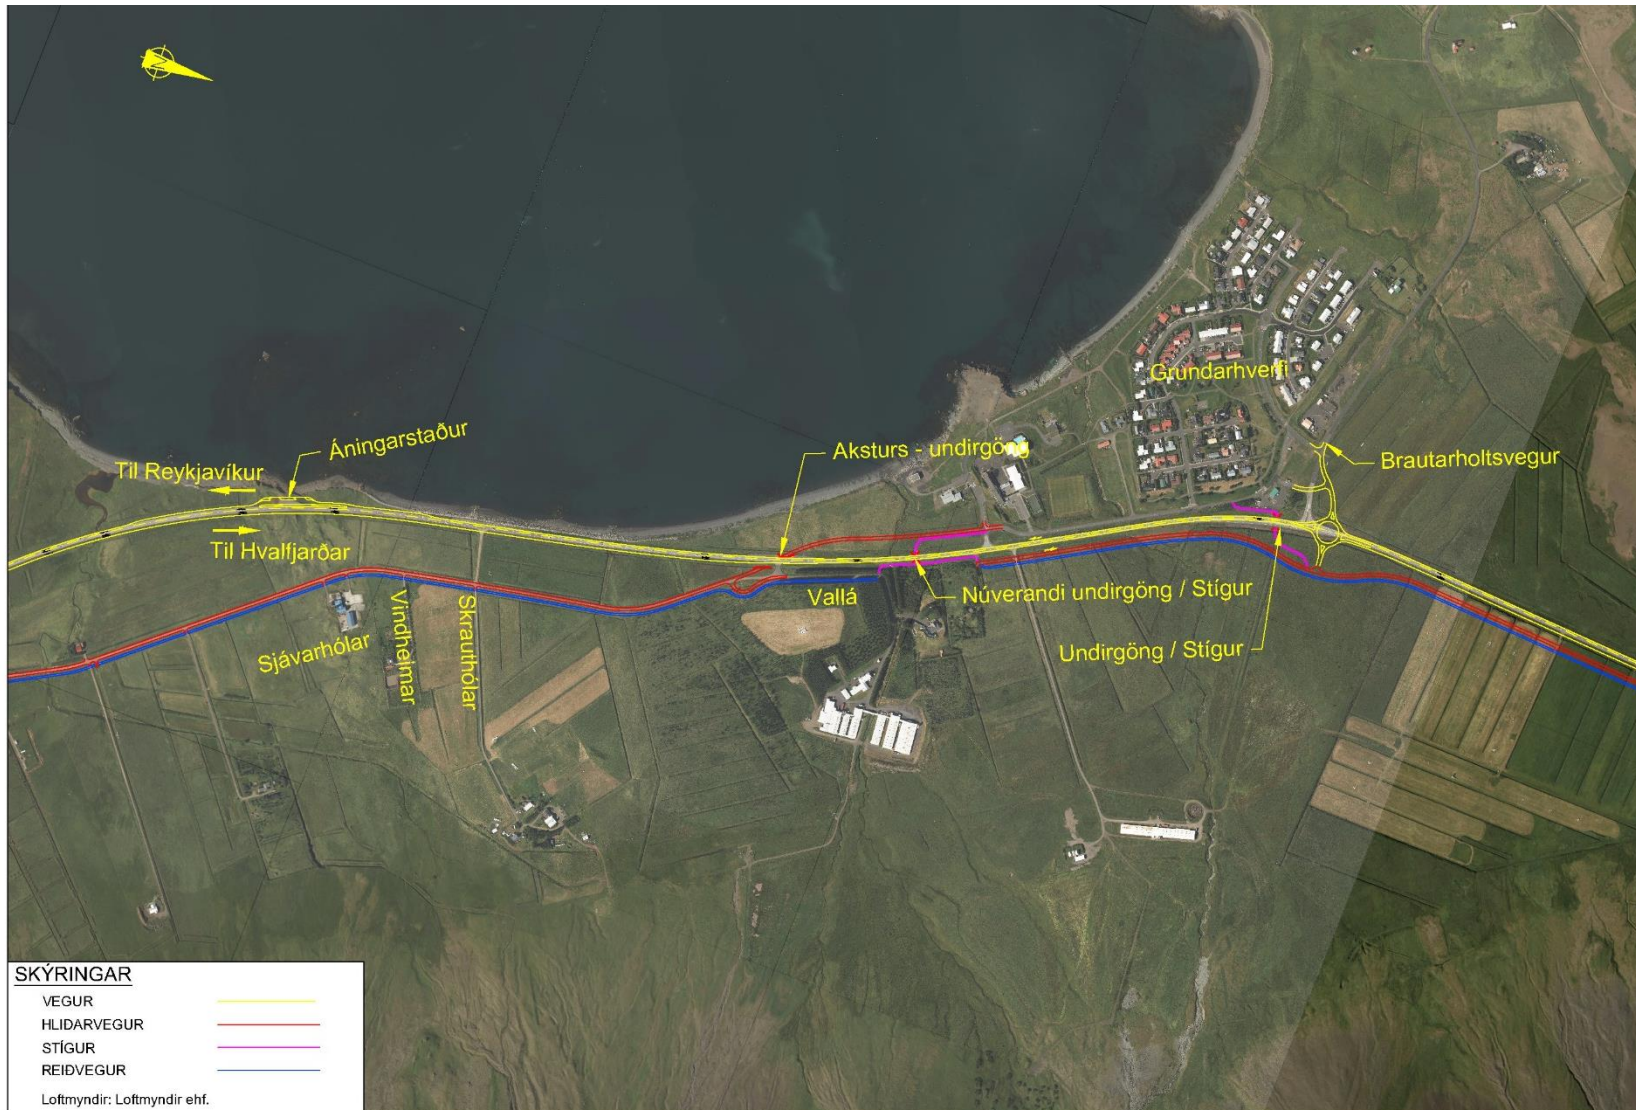 N
Áningarstaður
Til Reykjavíkur
Til Hvalfjarðar
Aksturs - undirgöng
Grundarhverfi
Brautarholtsvegur
Vallá
Núverandi undirgöng / Stígur
Undirgöng / Stígur
Sjávarhólar
Vindheimar
Skrauthólar
SKÝRINGAR
VEGUR
HLIDARVEGUR
STÍGUR
REIÐVEGUR
Loftmyndir: Loftmyndir ehf.